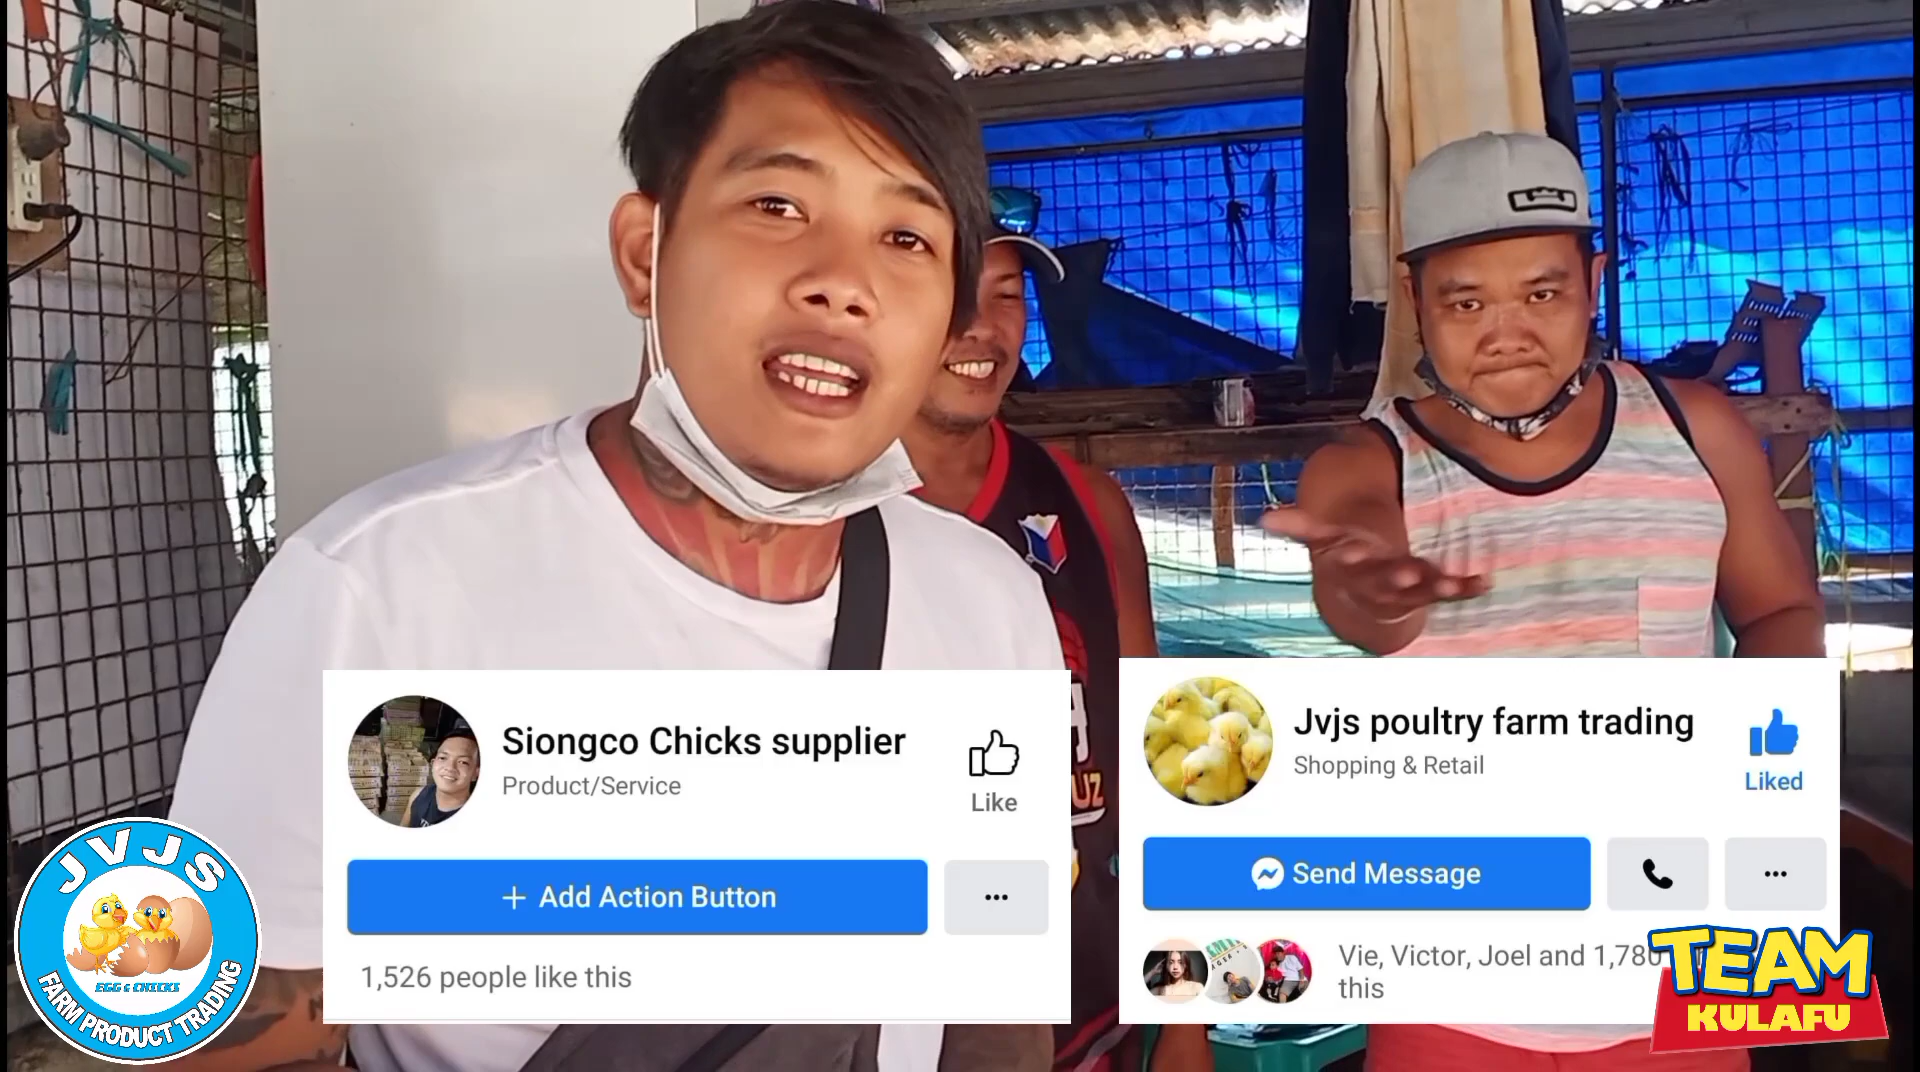 Siongco Chicks supplier
Product/Service
Like
+ Add Action Button
1,526 people like this
Jvjs poultry farm trading
Shopping & Retail
Liked
Send Message
Vie, Victor, Joel and 1,780
this
JVJS
EGG & CHICKS
FARM PRODUCT TRADING
TEAM
KULAFU